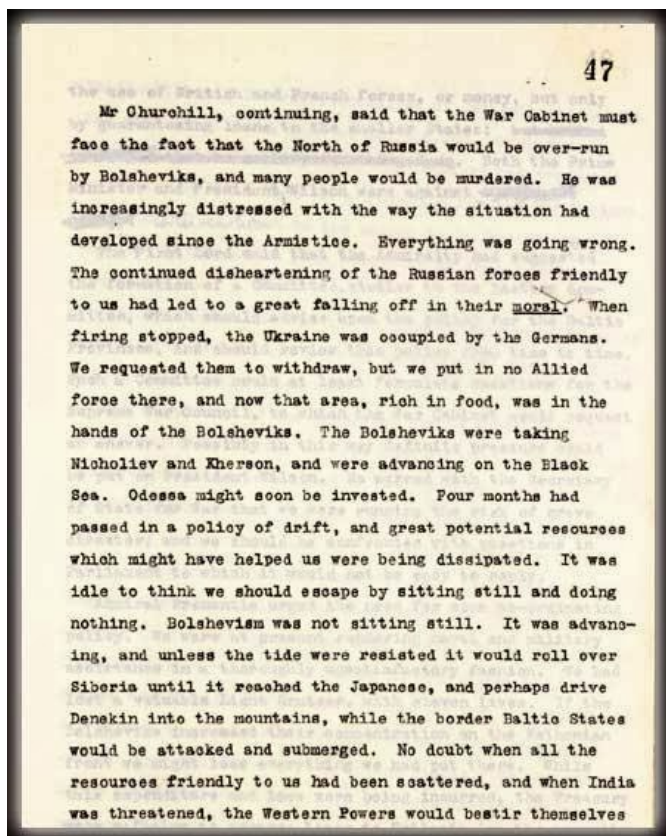 47
Mr Churchill, continuing, said that the War Cabinet must
face the fact that the North of Russia would be over-run
by Bolsheviks, and many people would be murdered. He was
increasingly distressed with the way the situation had
developed since the Armistice. Everything was going wrong.
The continued disheartening of the Russian forces friendly
to us had led to a great falling off in their moral. When
firing stopped, the Ukraine was occupied by the Germans.
We requested them to withdraw, but we put in no Allied
force there, and now that area, rich in food, was in the
hands of the Bolsheviks. The Bolsheviks were taking
Nicholiev and Kherson, and were advancing on the Black
Sea. Odessa might soon be invested. Four months had
passed in a policy of drift, and great potential resources
which might have helped us were being dissipated. It was
idle to think we should escape by sitting still and doing
nothing. Bolshevism was not sitting still. It was advanc-
ing, and unless the tide were resisted it would roll over
Siberia until it reached the Japanese, and perhaps drive
Denekin into the mountains, while the border Baltic States
would be attacked and submerged. No doubt when all the
resources friendly to us had been scattered, and when India
was threatened, the Western Powers would bestir themselves